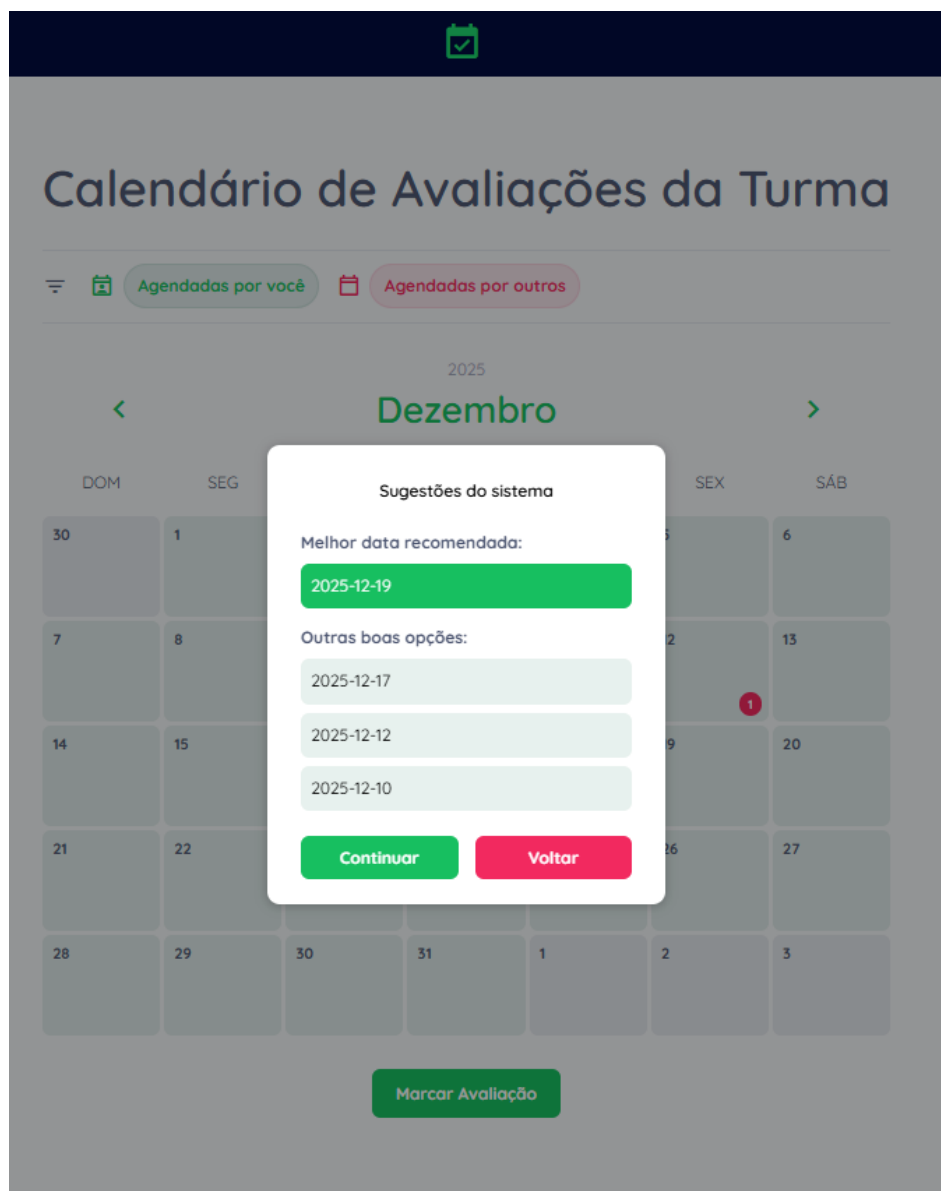 Calendário de Avaliações da Turma
Agendadas por você Agendadas por outros
2025
Dezembro
DOM SEG SEX SÁB
Sugestões do sistema
30 1 6
Melhor data recomendada:
2025-12-19
Outras boas opções:
7 8 13
2025-12-17
1
2025-12-12
14 15 20
2025-12-10
21 22 27
Continuar Voltar
28 29 30 31 1 2 3
Marcar Avaliação